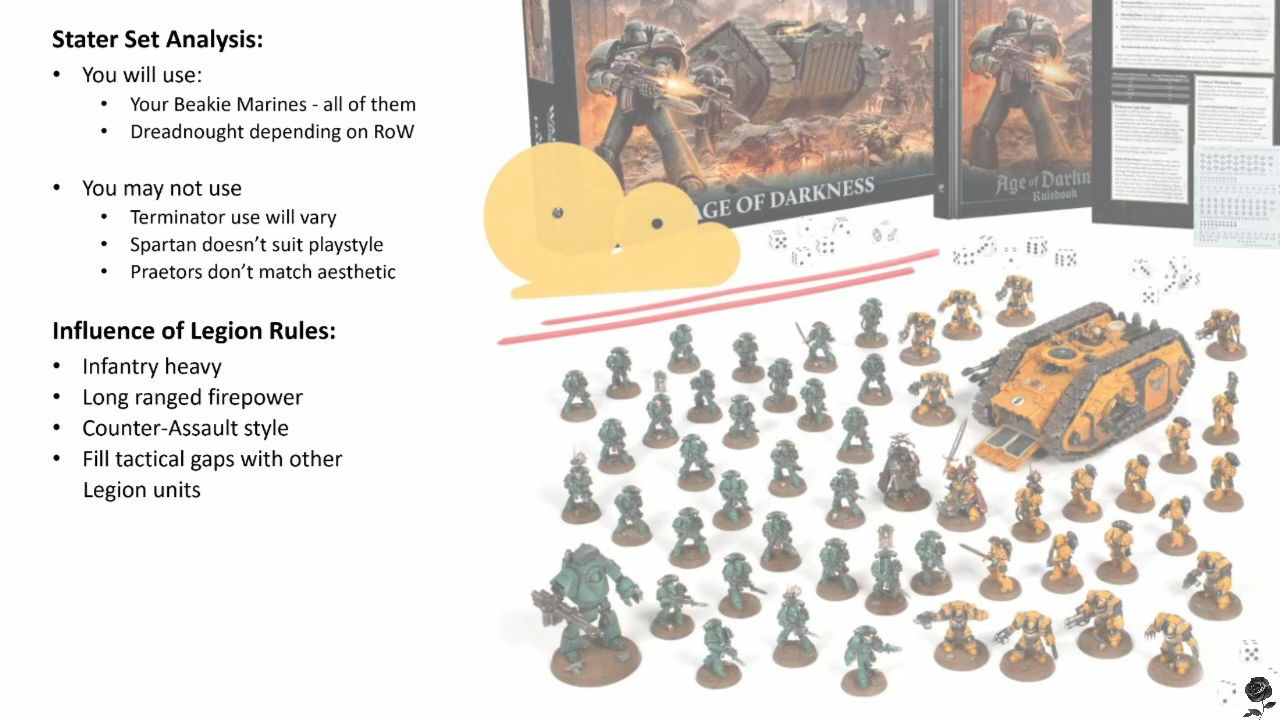 Stater Set Analysis:
• You will use:
• Your Beakie Marines - all of them
• Dreadnought depending on RoW
• You may not use
• Terminator use will vary
• Spartan doesn’t suit playstyle
• Praetors don’t match aesthetic
Influence of Legion Rules:
• Infantry heavy
• Long ranged firepower
• Counter-Assault style
• Fill tactical gaps with other
Legion units
AGE OF DARKNESS
Age of Darkn
Rulebook